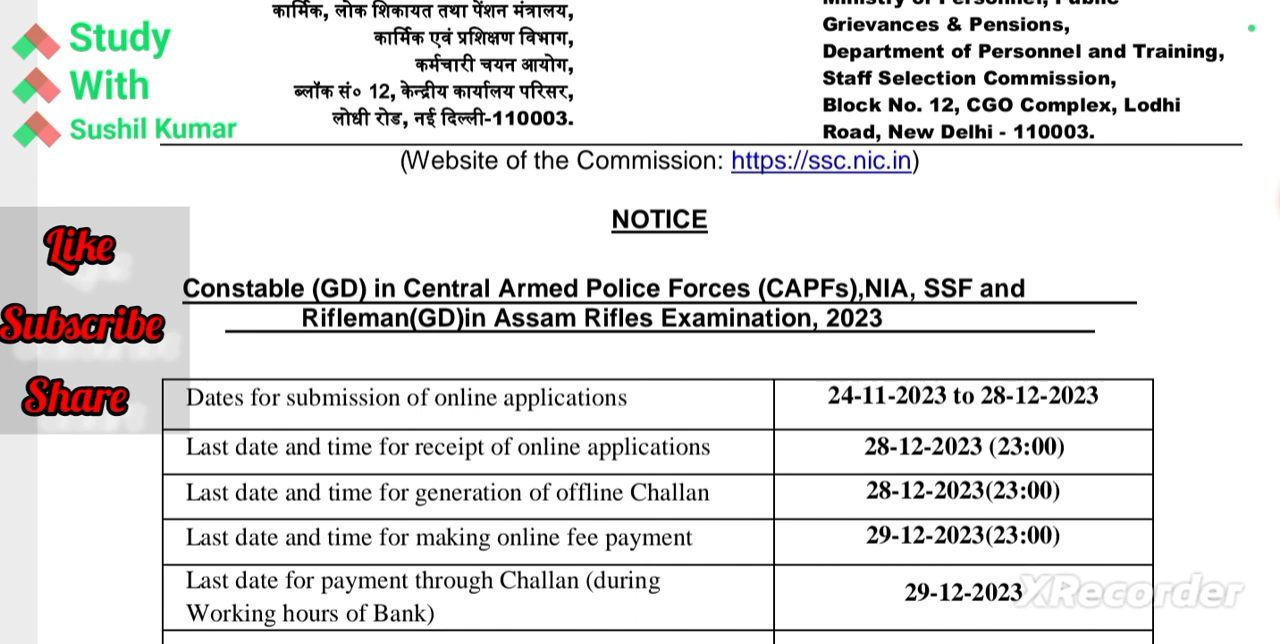 Study
With
Sushil Kumar
कार्मिक, लोक शिकायत तथा पेंशन मंत्रालय,
कार्मिक एवं प्रशिक्षण विभाग,
कर्मचारी चयन आयोग,
ब्लॉक सं० 12, केन्द्रीय कार्यालय परिसर,
लोधी रोड, नई दिल्ली-110003.
Ministry of Personnel, Public
Grievances & Pensions,
Department of Personnel and Training,
Staff Selection Commission,
Block No. 12, CGO Complex, Lodhi
Road, New Delhi - 110003.
(Website of the Commission: https://ssc.nic.in)
NOTICE
Like
Subscribe
Share
Constable (GD) in Central Armed Police Forces (CAPFs),NIA, SSF and
Rifleman(GD)in Assam Rifles Examination, 2023
Dates for submission of online applications 24-11-2023 to 28-12-2023
Last date and time for receipt of online applications 28-12-2023 (23:00)
Last date and time for generation of offline Challan 28-12-2023(23:00)
Last date and time for making online fee payment 29-12-2023(23:00)
Last date for payment through Challan (during
Working hours of Bank) 29-12-2023
XRecorder